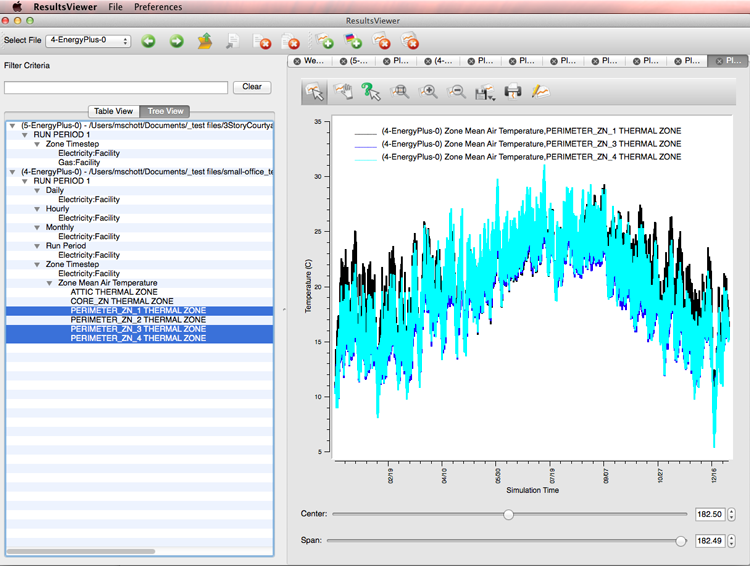 ResultsViewer File Preferences
ResultsViewer
Select File 4-EnergyPlus-0
Filter Criteria
Clear
Table View Tree View
(5-EnergyPlus-0) - /Users/mschott/Documents/_test files/3StoryCourtya
RUN PERIOD 1
Zone Timestep
Electricity:Facility
Gas:Facility
(4-EnergyPlus-0) - /Users/mschott/Documents/_test files/small-office_te
RUN PERIOD 1
Daily
Electricity:Facility
Hourly
Electricity:Facility
Monthly
Electricity:Facility
Run Period
Electricity:Facility
Zone Timestep
Electricity:Facility
Zone Mean Air Temperature
ATTIC THERMAL ZONE
CORE_ZN THERMAL ZONE
PERIMETER_ZN_1 THERMAL ZONE
PERIMETER_ZN_2 THERMAL ZONE
PERIMETER_ZN_3 THERMAL ZONE
PERIMETER_ZN_4 THERMAL ZONE
We... (5-... Pl... (4-... Pl... Pl... Pl... Pl... Pl... Pl... Pl...
(4-EnergyPlus-0) Zone Mean Air Temperature,PERIMETER_ZN_1 THERMAL ZONE
(4-EnergyPlus-0) Zone Mean Air Temperature,PERIMETER_ZN_3 THERMAL ZONE
(4-EnergyPlus-0) Zone Mean Air Temperature,PERIMETER_ZN_4 THERMAL ZONE
35
30
25
20
15
10
5
Temperature (C)
02/19 04/10 05/30 07/19 09/07 10/27 12/16
Simulation Time
Center: 182.50
Span: 182.49